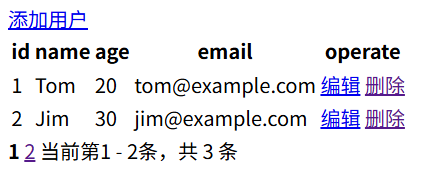 添加用户
id name age email operate
1 Tom 20 tom@example.com 编辑 删除
2 Jim 30 jim@example.com 编辑 删除
1 2 当前第1 - 2条，共 3 条